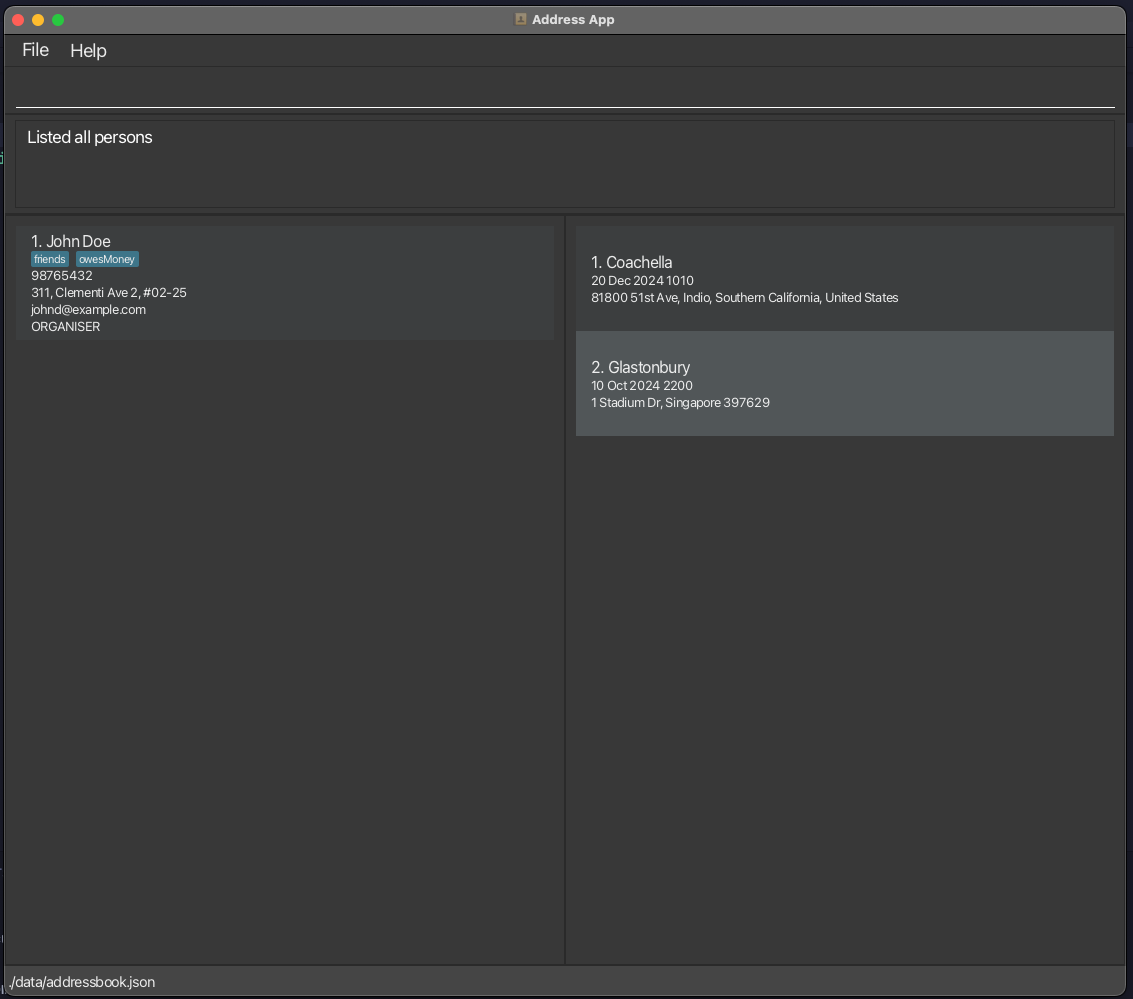 Address App
File Help
Listed all persons
1. John Doe
friends owesMoney
98765432
311, Clementi Ave 2, #02-25
johnd@example.com
ORGANISER
1. Coachella
20 Dec 2024 1010
81800 51st Ave, Indio, Southern California, United States
2. Glastonbury
10 Oct 2024 2200
1 Stadium Dr, Singapore 397629
./data/addressbook.json